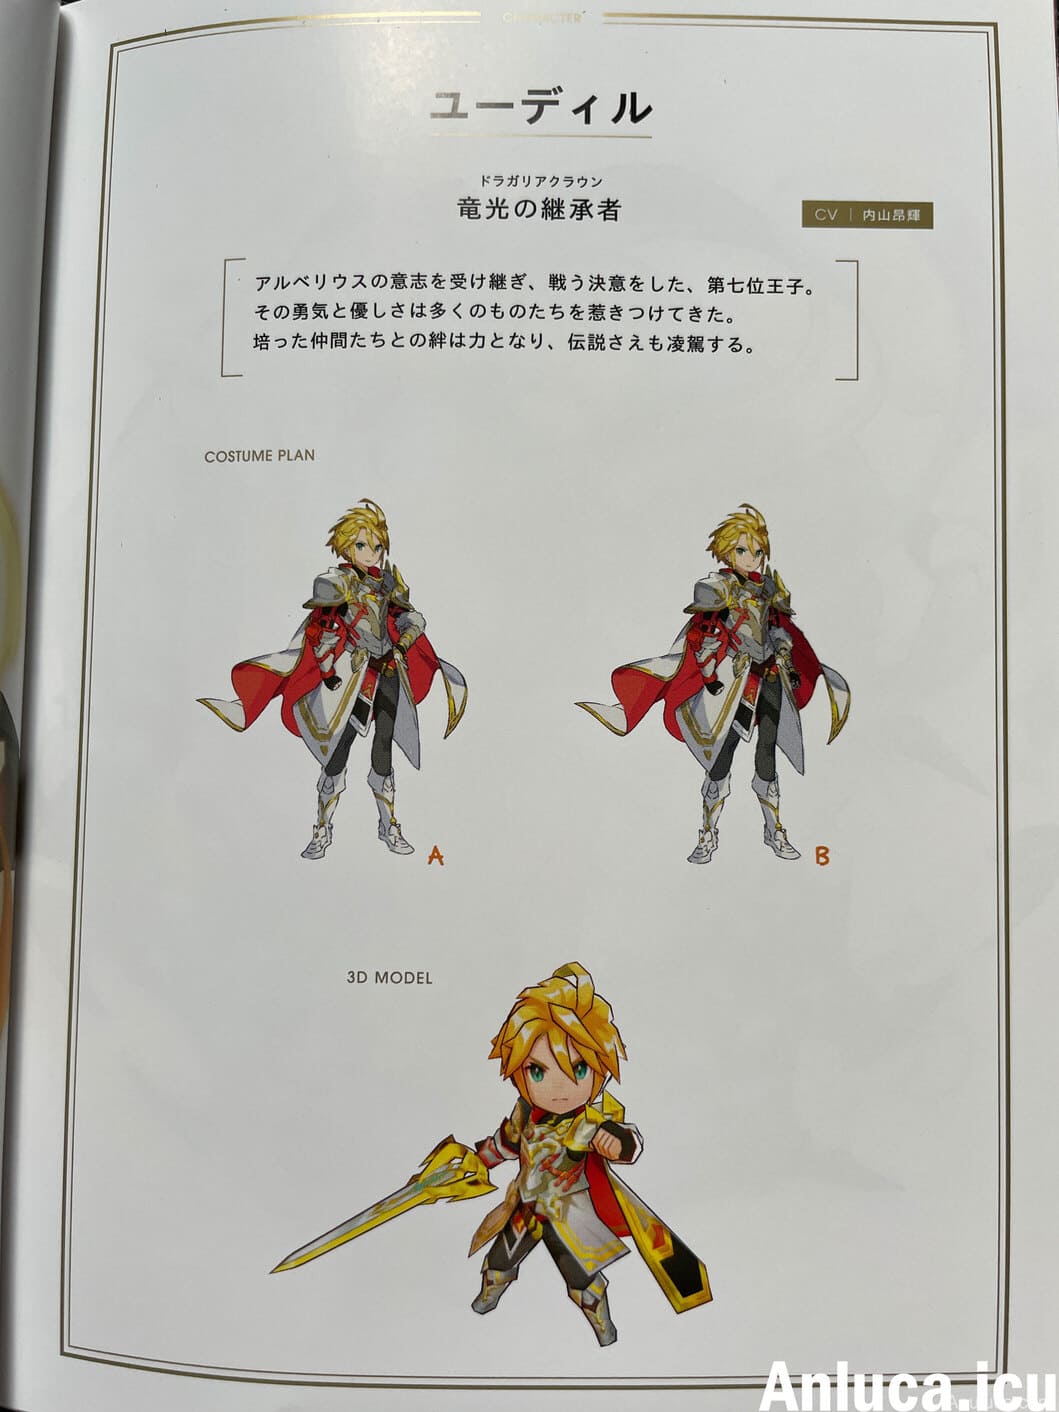 CHARACTER
ユーディル
ドラガリアクラウン
竜光の継承者
CV | 内山昂輝
アルベリウスの意志を受け継ぎ、戦う決意をした、第七位王子。
その勇気と優しさは多くのものたちを惹きつけてきた。
培った仲間たちとの絆は力となり、伝説さえも凌駕する。
COSTUME PLAN
A
B
3D MODEL
Anluca.icu